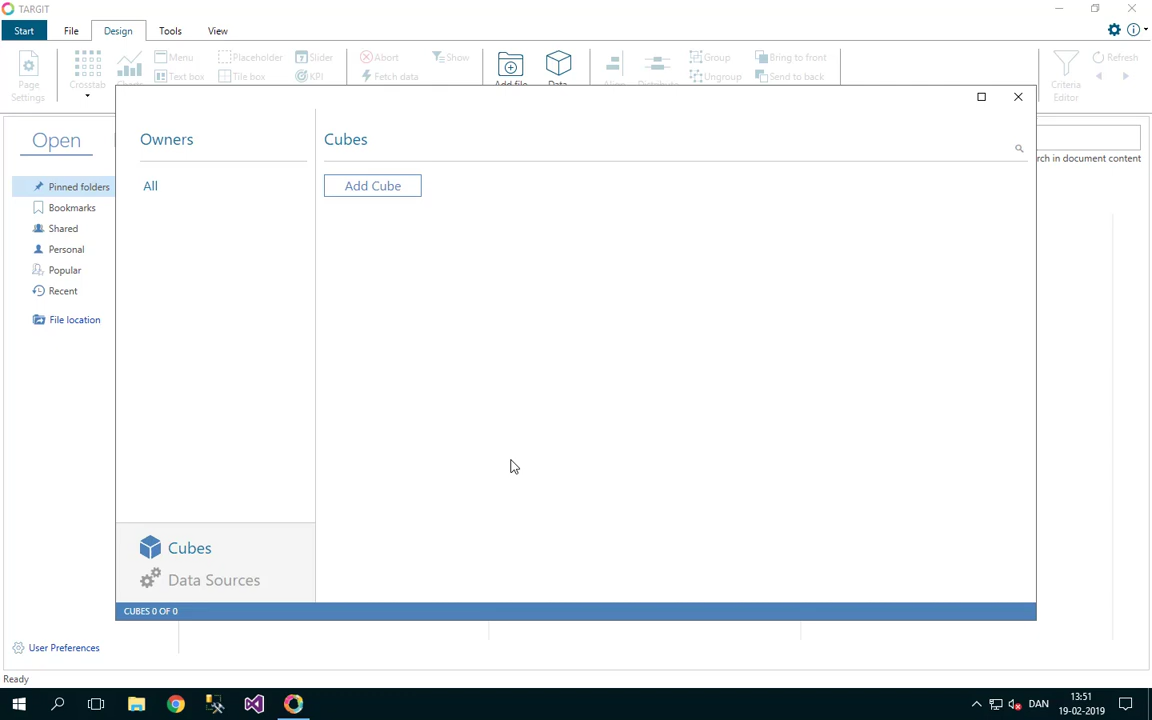 TARGIT
Start File Design Tools View
Menu Placeholder Slider Abort Show Group Bring to front Refresh
Text box Tile box KPI Fetch data Ungroup Send to back
Page Settings
Crosstab
Criteria Editor
Open
rch in document content
Pinned folders
Bookmarks
Shared
Personal
Popular
Recent
File location
User Preferences
Ready
Owners
All
Cubes
Add Cube
Cubes
Data Sources
CUBES 0 OF 0
DAN
13:51
19-02-2019